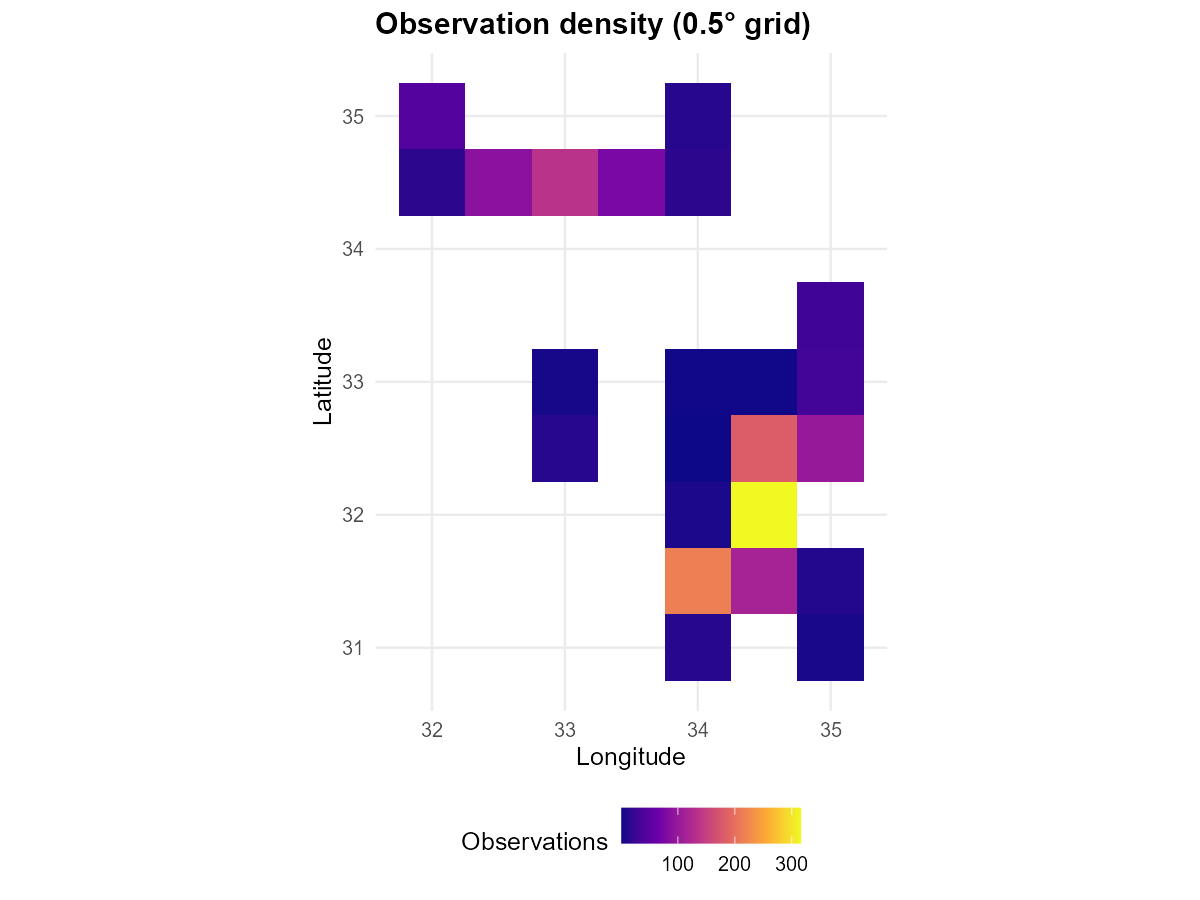 Observation density (0.5° grid)
35
34
33
32
31
Latitude
32 33 34 35
Longitude
Observations
100 200 300